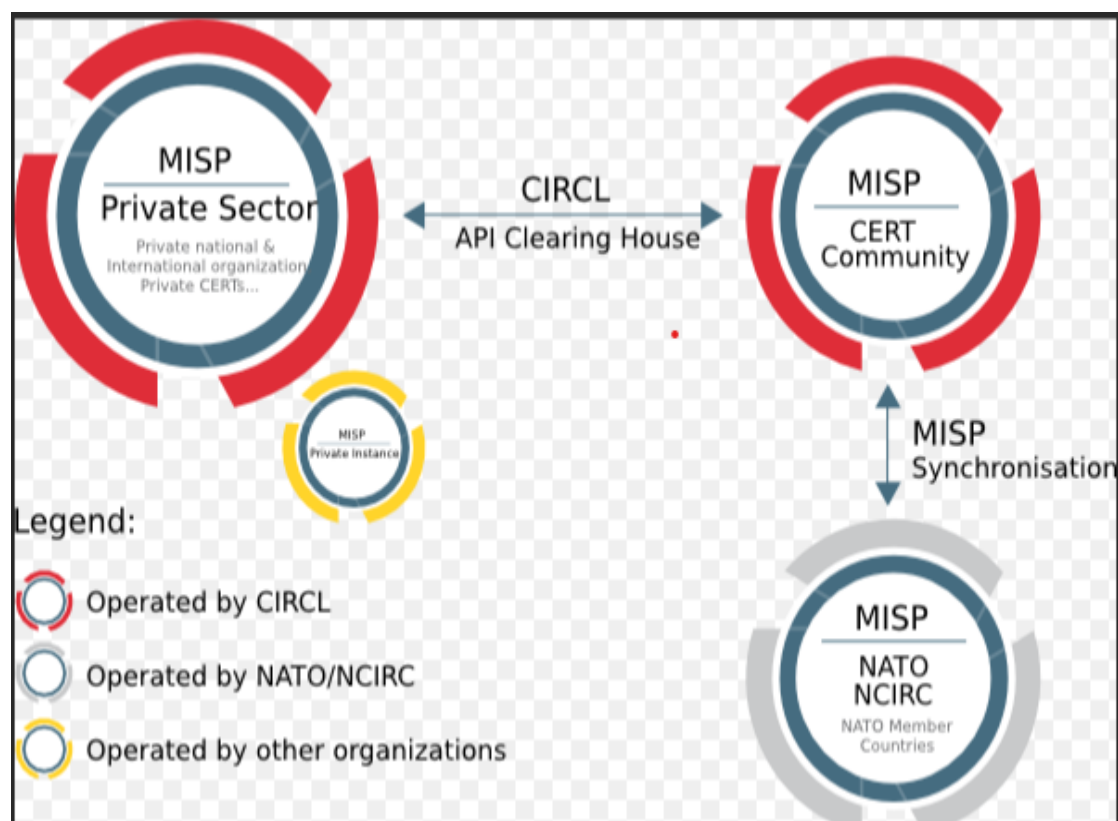 MISP
Private Sector
Private national &
International organization
Private CERTs...
CIRCL
API Clearing House
MISP
CERT
Community
MISP
Private Instance
MISP
Synchronisation
MISP
NATO
NCIRC
NATO Member
Countries
Legend:
Operated by CIRCL
Operated by NATO/NCIRC
Operated by other organizations